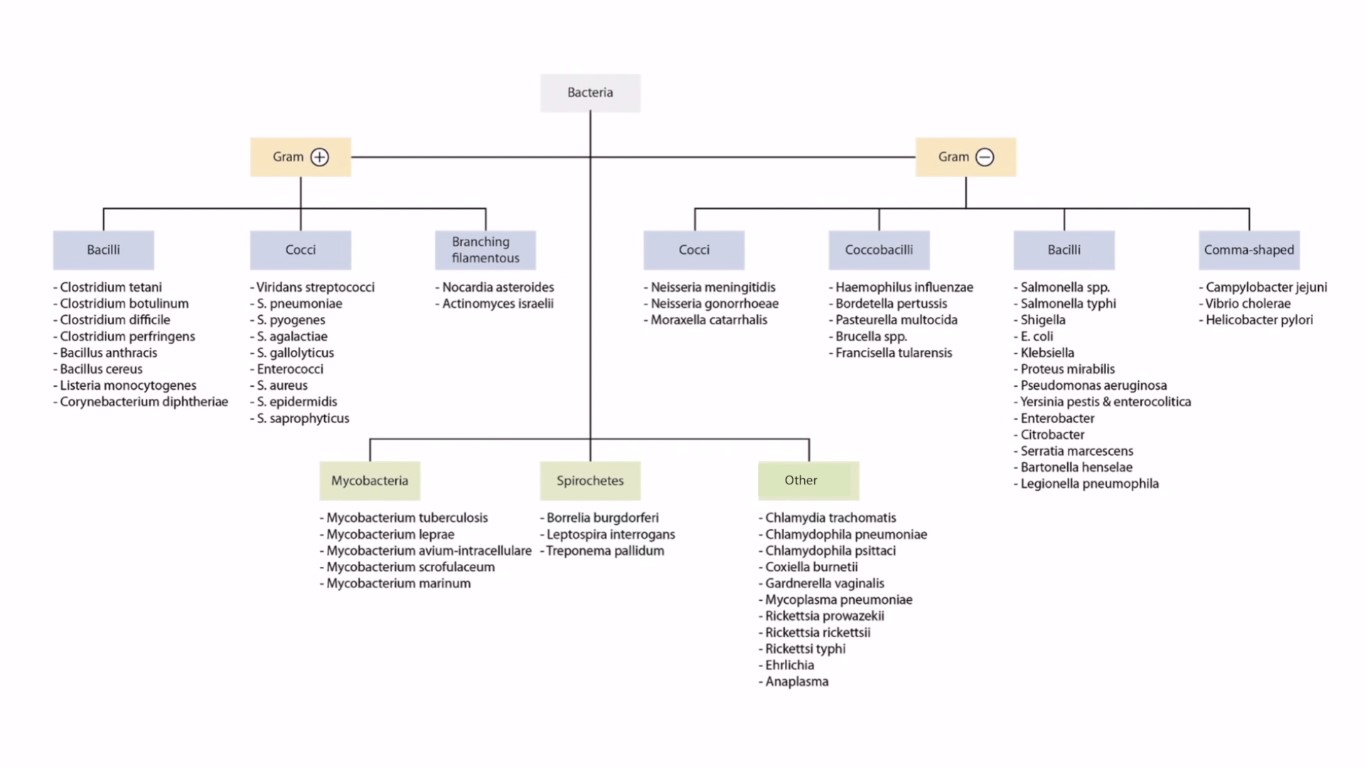 Bacteria
Gram +
Gram −
Bacilli
- Clostridium tetani
- Clostridium botulinum
- Clostridium difficile
- Clostridium perfringens
- Bacillus anthracis
- Bacillus cereus
- Listeria monocytogenes
- Corynebacterium diphtheriae
Cocci
- Viridans streptococci
- S. pneumoniae
- S. pyogenes
- S. agalactiae
- S. gallolyticus
- Enterococci
- S. aureus
- S. epidermidis
- S. saprophyticus
Branching
filamentous
- Nocardia asteroides
- Actinomyces israelii
Cocci
- Neisseria meningitidis
- Neisseria gonorrhoeae
- Moraxella catarrhalis
Coccobacilli
- Haemophilus influenzae
- Bordetella pertussis
- Pasteurella multocida
- Brucella spp.
- Francisella tularensis
Bacilli
- Salmonella spp.
- Salmonella typhi
- Shigella
- E. coli
- Klebsiella
- Proteus mirabilis
- Pseudomonas aeruginosa
- Yersinia pestis & enterocolitica
- Enterobacter
- Citrobacter
- Serratia marcescens
- Bartonella henselae
- Legionella pneumophila
Comma-shaped
- Campylobacter jejuni
- Vibrio cholerae
- Helicobacter pylori
Mycobacteria
- Mycobacterium tuberculosis
- Mycobacterium leprae
- Mycobacterium avium-intracellulare
- Mycobacterium scrofulaceum
- Mycobacterium marinum
Spirochetes
- Borrelia burgdorferi
- Leptospira interrogans
- Treponema pallidum
Other
- Chlamydia trachomatis
- Chlamydophila pneumoniae
- Chlamydophila psittaci
- Coxiella burnetii
- Gardnerella vaginalis
- Mycoplasma pneumoniae
- Rickettsia prowazekii
- Rickettsia rickettsii
- Rickettsi typhi
- Ehrlichia
- Anaplasma